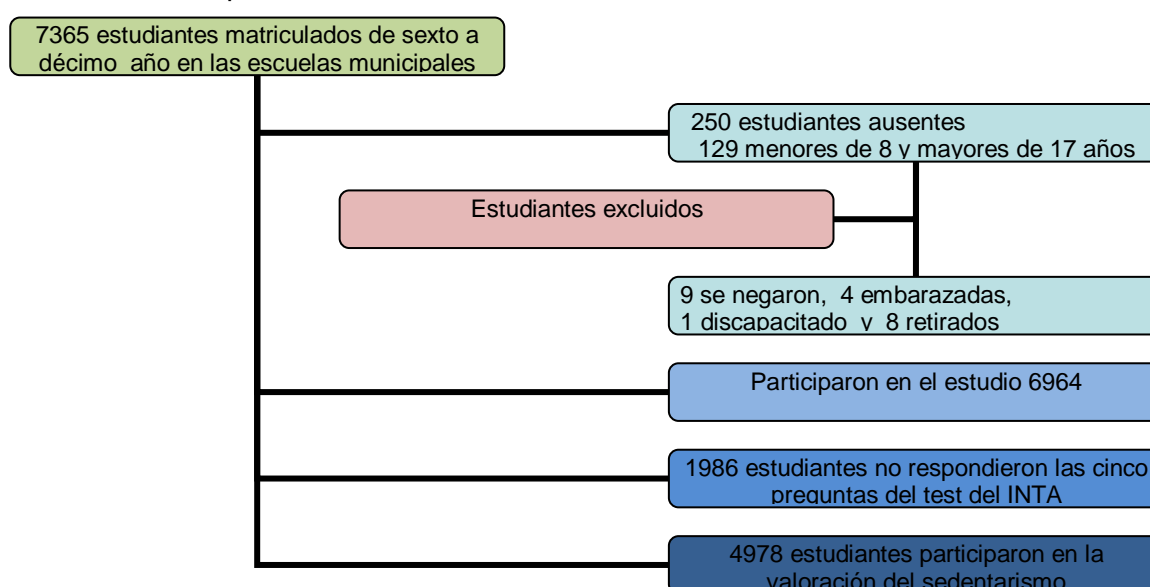 7365 estudiantes matriculados de sexto a
décimo año en las escuelas municipales
250 estudiantes ausentes
129 menores de 8 y mayores de 17 años
Estudiantes excluidos
9 se negaron, 4 embarazadas,
1 discapacitado y 8 retirados
Participaron en el estudio 6964
1986 estudiantes no respondieron las cinco
preguntas del test del INTA
4978 estudiantes participaron en la
valoración del sedentarismo